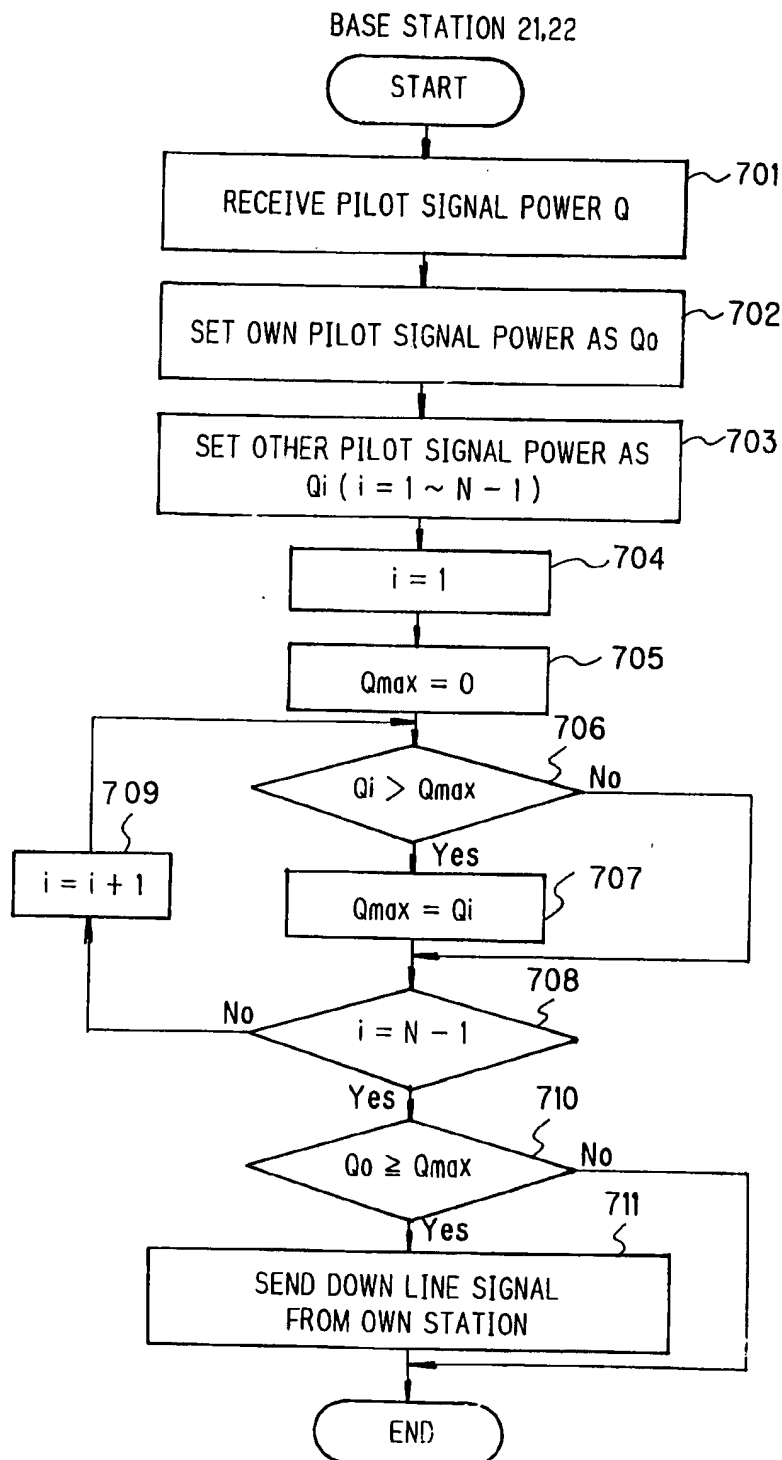 BASE STATION 21,22
START
701
RECEIVE PILOT SIGNAL POWER Q
702
SET OWN PILOT SIGNAL POWER AS Qo
703
SET OTHER PILOT SIGNAL POWER AS
Qi ( i = 1 ~ N - 1 )
704
i = 1
705
Qmax = 0
706
Qi > Qmax
No
709
Yes
i = i + 1
707
Qmax = Qi
708
No
i = N - 1
Yes
710
Qo ≧ Qmax
No
711
Yes
SEND DOWN LINE SIGNAL
FROM OWN STATION
END